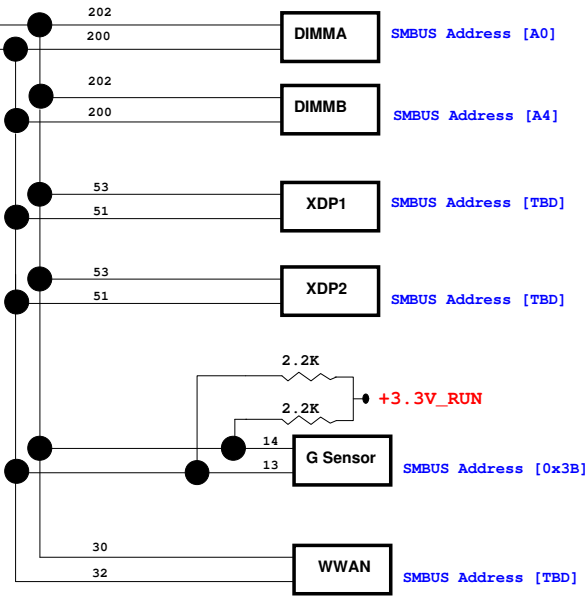 202
DIMMA SMBUS Address [A0]
200
202
DIMMB SMBUS Address [A4]
200
53
XDP1 SMBUS Address [TBD]
51
53
XDP2 SMBUS Address [TBD]
51
2.2K
+3.3V_RUN
2.2K
14
G Sensor SMBUS Address [0x3B]
13
30
WWAN SMBUS Address [TBD]
32